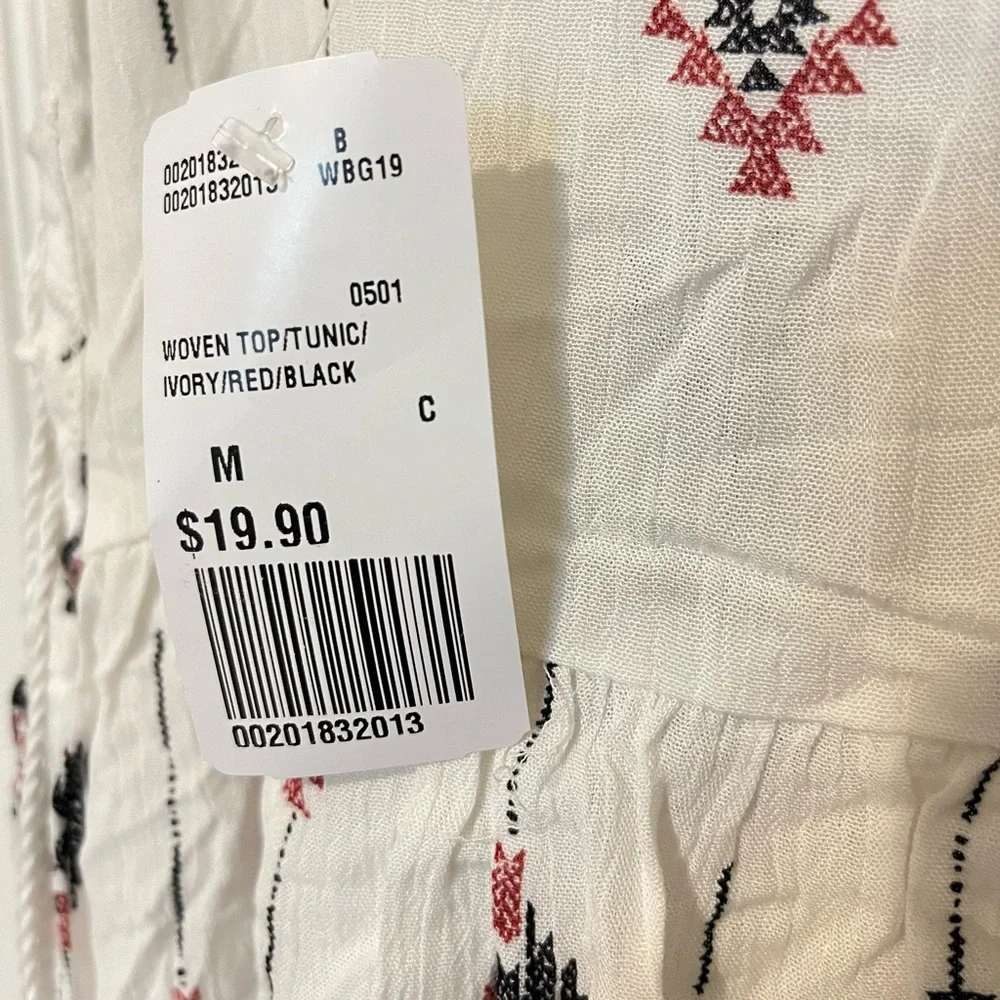 B
WBG19
00201832013
0501
WOVEN TOP/TUNIC/
IVORY/RED/BLACK
C
M
$19.90
00201832013